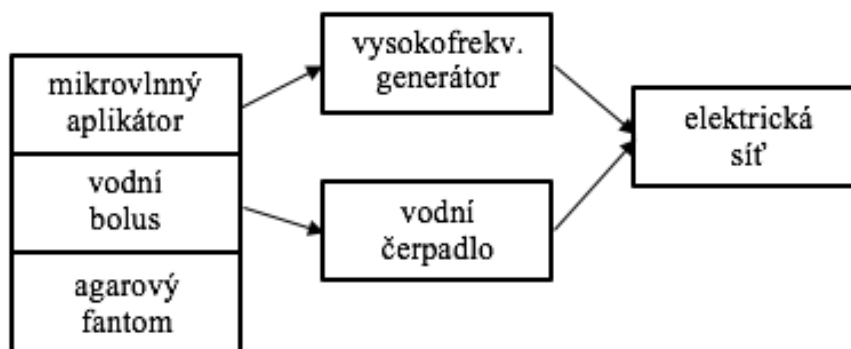 mikrovlnný
aplikátor
vodní
bolus
agarový
fantom
vysokofrekv.
generátor
vodní
čerpadlo
elektrická
síť